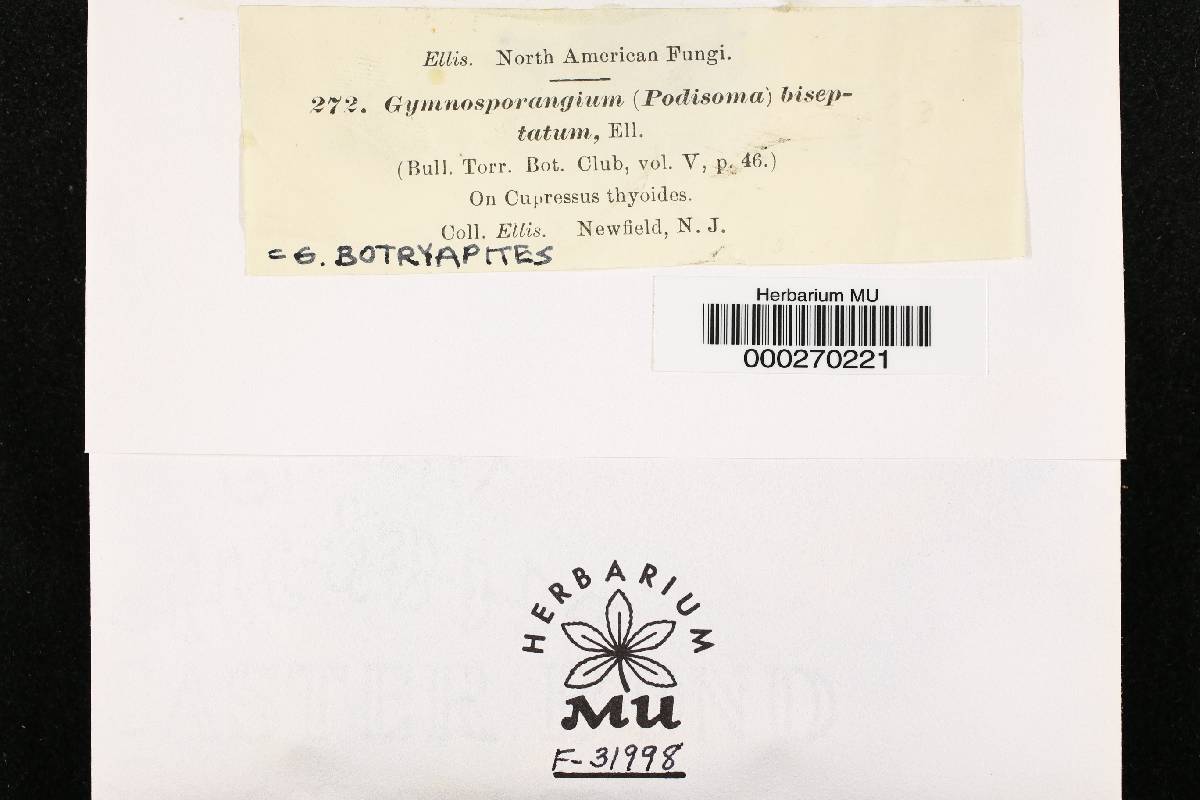 Ellis. North American Fungi.
272. Gymnosporangium (Podisoma) bisep-
tatum, Ell.
(Bull. Torr. Bot. Club, vol. V, p. 46.)
On Cupressus thyoides.
Coll. Ellis. Newfield, N. J.
= G. BOTRYAPITES
Herbarium MU
000270221
HERBARIUM
MU
F-31998